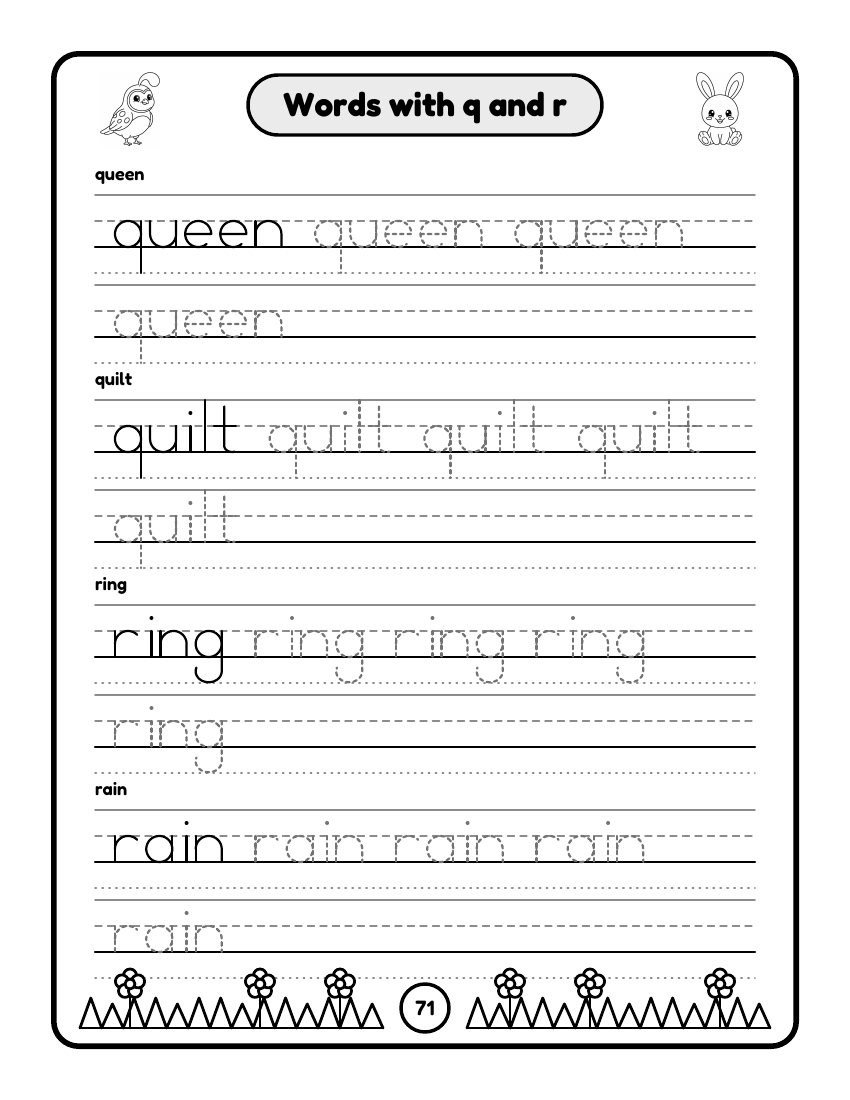 Words with q and r
queen
queen queen queen
queen
quilt
quilt quilt quilt quilt
quilt
ring
ring ring ring ring
ring
rain
rain rain rain rain
rain
71